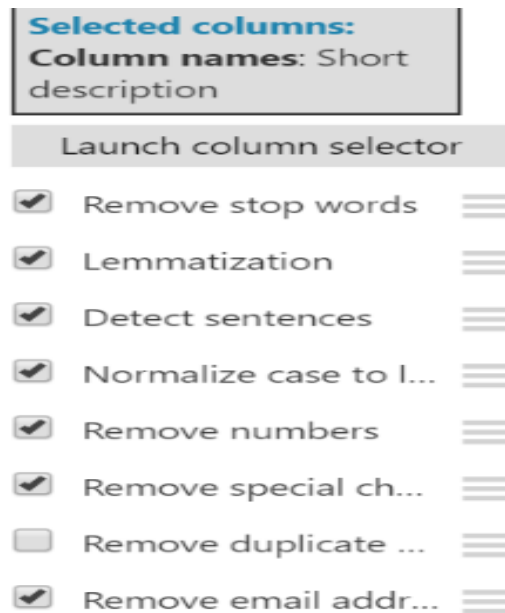 Selected columns:
Column names: Short
description
Launch column selector
Remove stop words
Lemmatization
Detect sentences
Normalize case to l...
Remove numbers
Remove special ch...
Remove duplicate ...
Remove email addr...